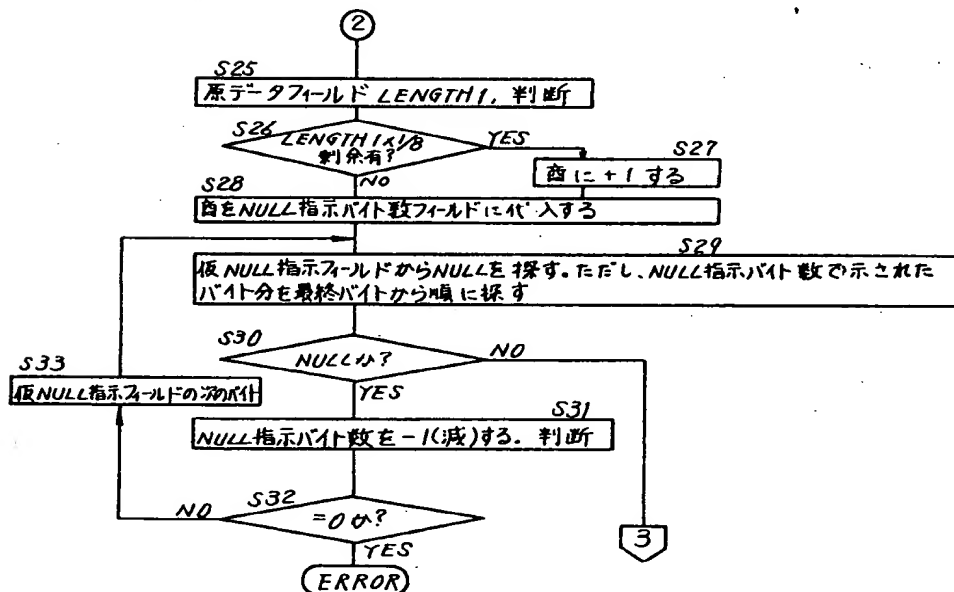 2
S25
原データフィールド LENGTH1, 判断
S26
LENGTH1×1/8
剰余有?
YES
NO
S27
商に+1する
S28
商をNULL指示バイト数フィールドに代入する
S29
仮NULL指示フィールドからNULLを探す。ただし、NULL指示バイト数で示された
バイト分を最終バイトから順に探す
S30
NULLか?
NO
YES
S33
仮NULL指示フィールドの次のバイト
S31
NULL指示バイト数を-1(減)する. 判断
S32
=0か?
NO
YES
3
ERROR